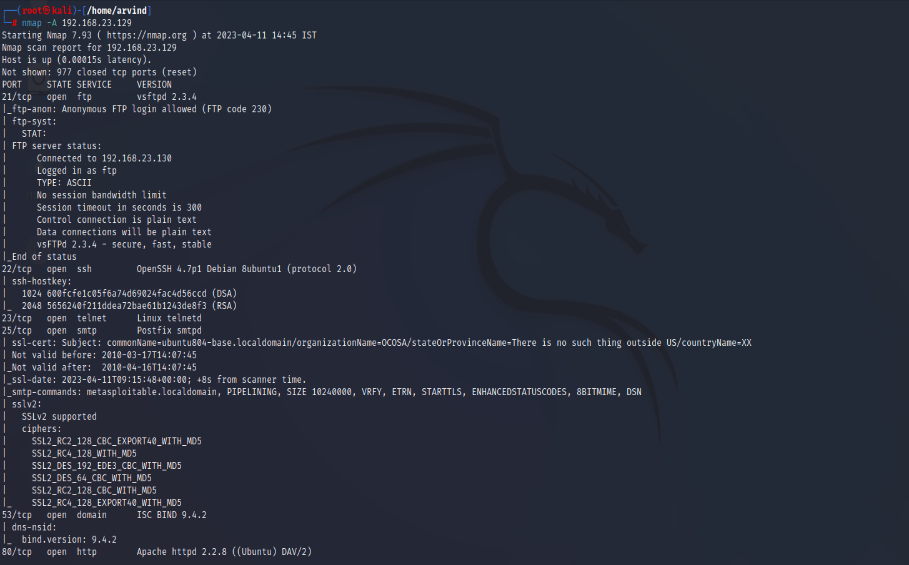 ┌──(root㉿kali)-[/home/arvind]
└─# nmap -A 192.168.23.129
Starting Nmap 7.93 ( https://nmap.org ) at 2023-04-11 14:45 IST
Nmap scan report for 192.168.23.129
Host is up (0.00015s latency).
Not shown: 977 closed tcp ports (reset)
PORT     STATE SERVICE     VERSION
21/tcp   open  ftp         vsftpd 2.3.4
|_ftp-anon: Anonymous FTP login allowed (FTP code 230)
| ftp-syst:
|   STAT:
| FTP server status:
|      Connected to 192.168.23.130
|      Logged in as ftp
|      TYPE: ASCII
|      No session bandwidth limit
|      Session timeout in seconds is 300
|      Control connection is plain text
|      Data connections will be plain text
|      vsFTPd 2.3.4 - secure, fast, stable
|_End of status
22/tcp   open  ssh         OpenSSH 4.7p1 Debian 8ubuntu1 (protocol 2.0)
| ssh-hostkey:
|   1024 600fcfe1c05f6a74d69024fac4d56ccd (DSA)
|_  2048 5656240f211ddea72bae61b1243de8f3 (RSA)
23/tcp   open  telnet      Linux telnetd
25/tcp   open  smtp        Postfix smtpd
| ssl-cert: Subject: commonName=ubuntu804-base.localdomain/organizationName=OCOSA/stateOrProvinceName=There is no such thing outside US/countryName=XX
| Not valid before: 2010-03-17T14:07:45
|_Not valid after:  2010-04-16T14:07:45
|_ssl-date: 2023-04-11T09:15:48+00:00; +8s from scanner time.
|_smtp-commands: metasploitable.localdomain, PIPELINING, SIZE 10240000, VRFY, ETRN, STARTTLS, ENHANCEDSTATUSCODES, 8BITMIME, DSN
| sslv2:
|   SSLv2 supported
|   ciphers:
|     SSL2_RC2_128_CBC_EXPORT40_WITH_MD5
|     SSL2_RC4_128_WITH_MD5
|     SSL2_DES_192_EDE3_CBC_WITH_MD5
|     SSL2_DES_64_CBC_WITH_MD5
|     SSL2_RC2_128_CBC_WITH_MD5
|_    SSL2_RC4_128_EXPORT40_WITH_MD5
53/tcp   open  domain      ISC BIND 9.4.2
| dns-nsid:
|_  bind.version: 9.4.2
80/tcp   open  http        Apache httpd 2.2.8 ((Ubuntu) DAV/2)